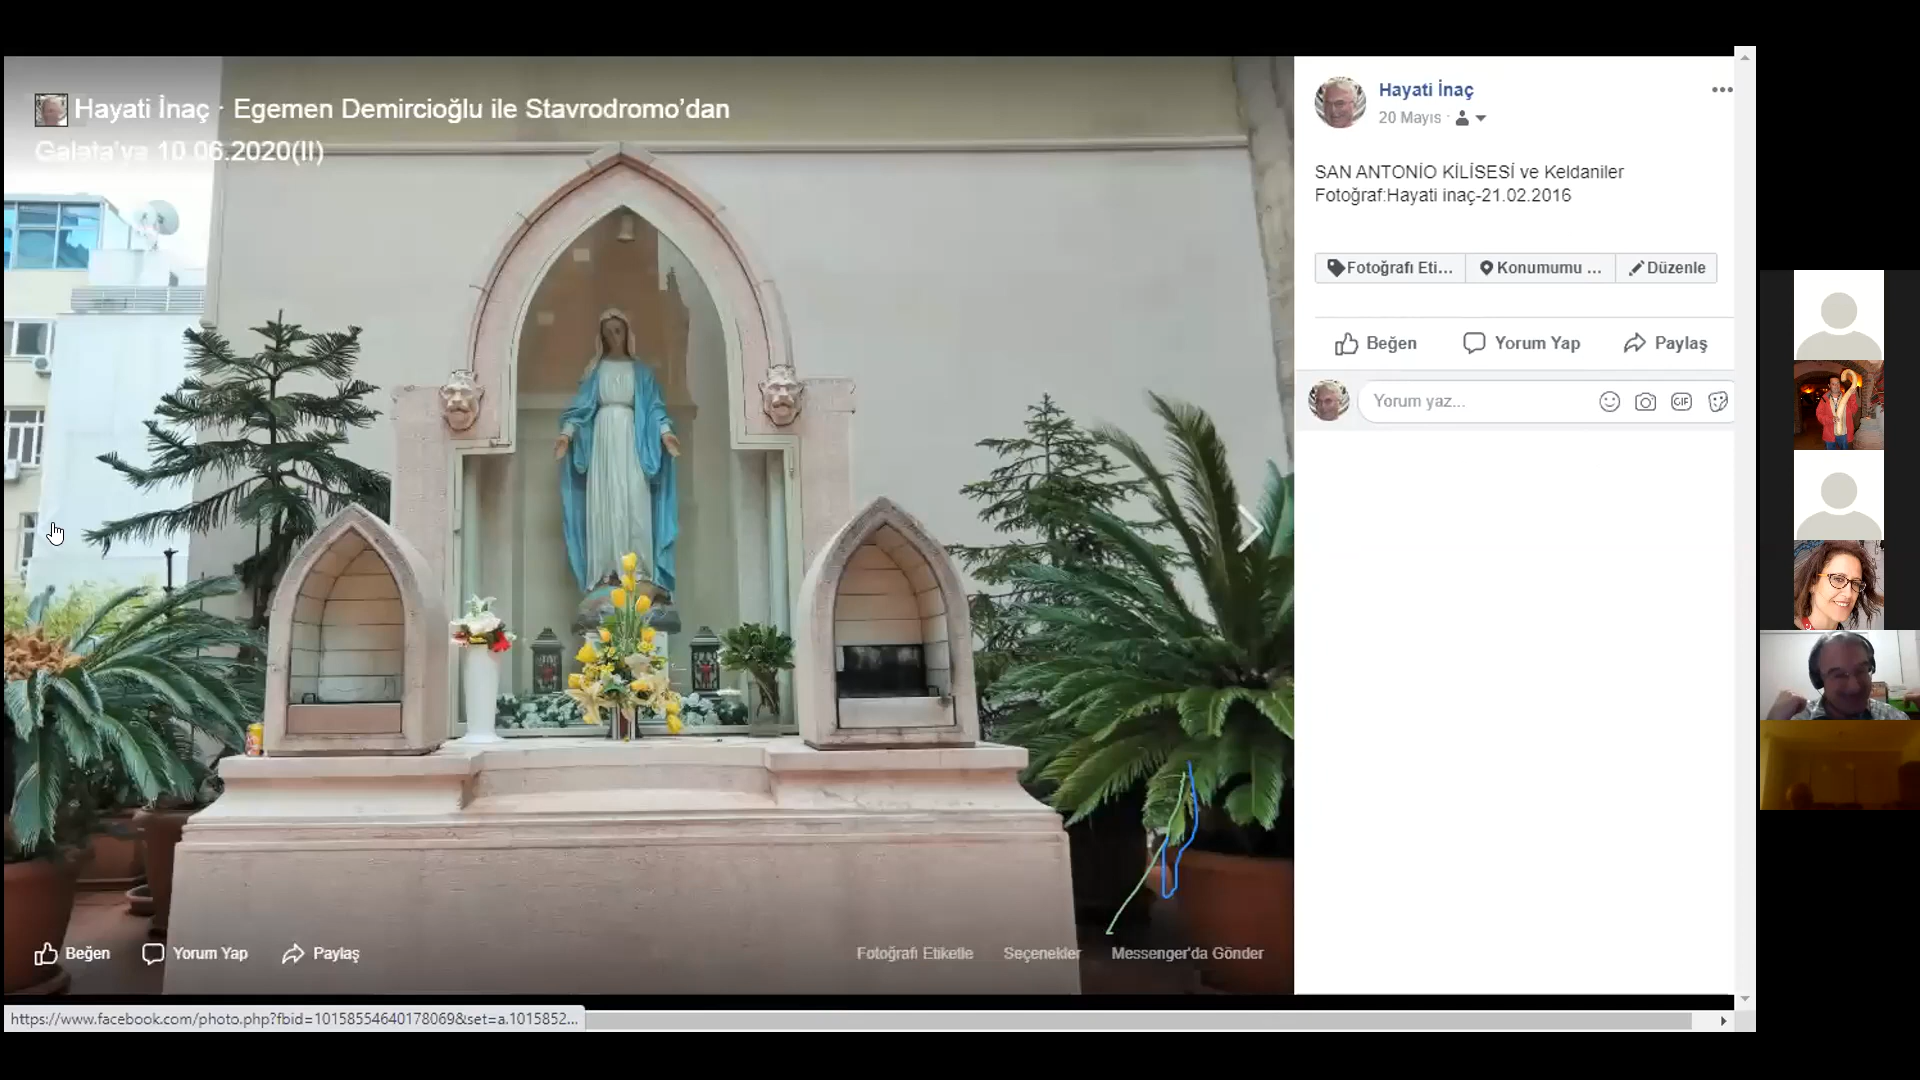 Hayati İnaç · Egemen Demircioğlu ile Stavrodromo'dan
Galata'ya 10.06.2020(II)
Hayati İnaç
20 Mayıs ·
SAN ANTONİO KİLİSESİ ve Keldaniler
Fotoğraf:Hayati inaç-21.02.2016
Fotoğrafı Eti... Konumumu ... Düzenle
Beğen Yorum Yap Paylaş
Yorum yaz... GIF
Beğen Yorum Yap Paylaş Fotoğrafı Etiketle Seçenekler Messenger'da Gönder
https://www.facebook.com/photo.php?fbid=10158554640178069&set=a.1015852...